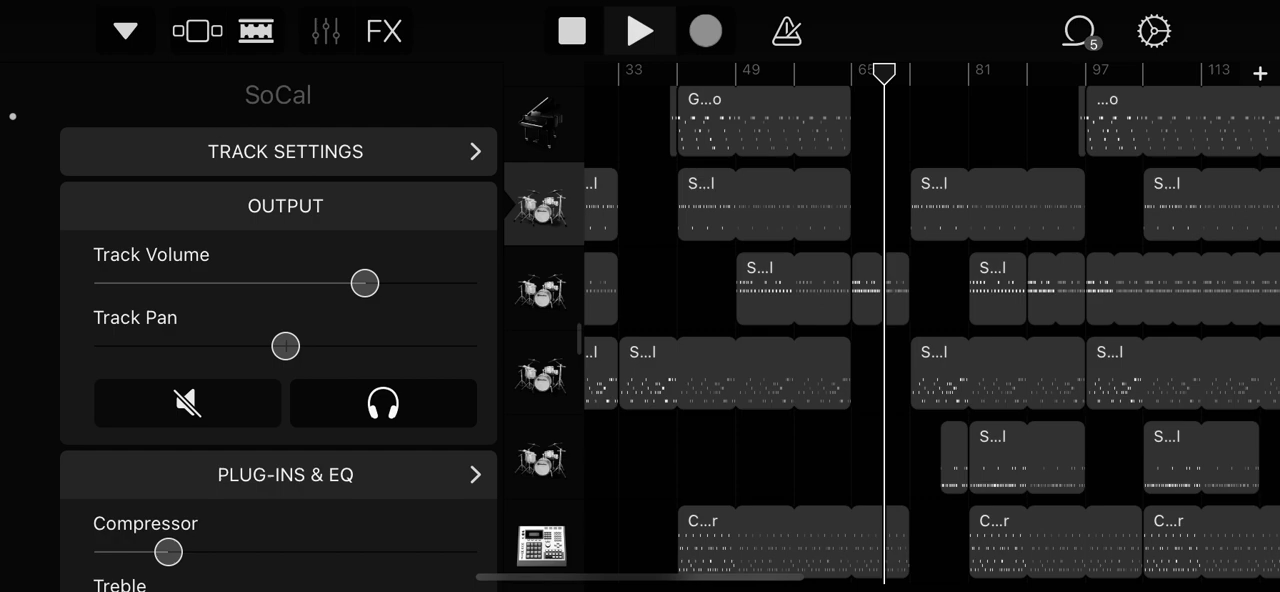 FX
5
SoCal
TRACK SETTINGS
OUTPUT
Track Volume
Track Pan
PLUG-INS & EQ
Compressor
Treble
33 49 65 81 97 113
G...o ...o
...l S...l S...l S...l
S...l S...l
...l S...l S...l S...l
S...l S...l
C...r C...r C...r